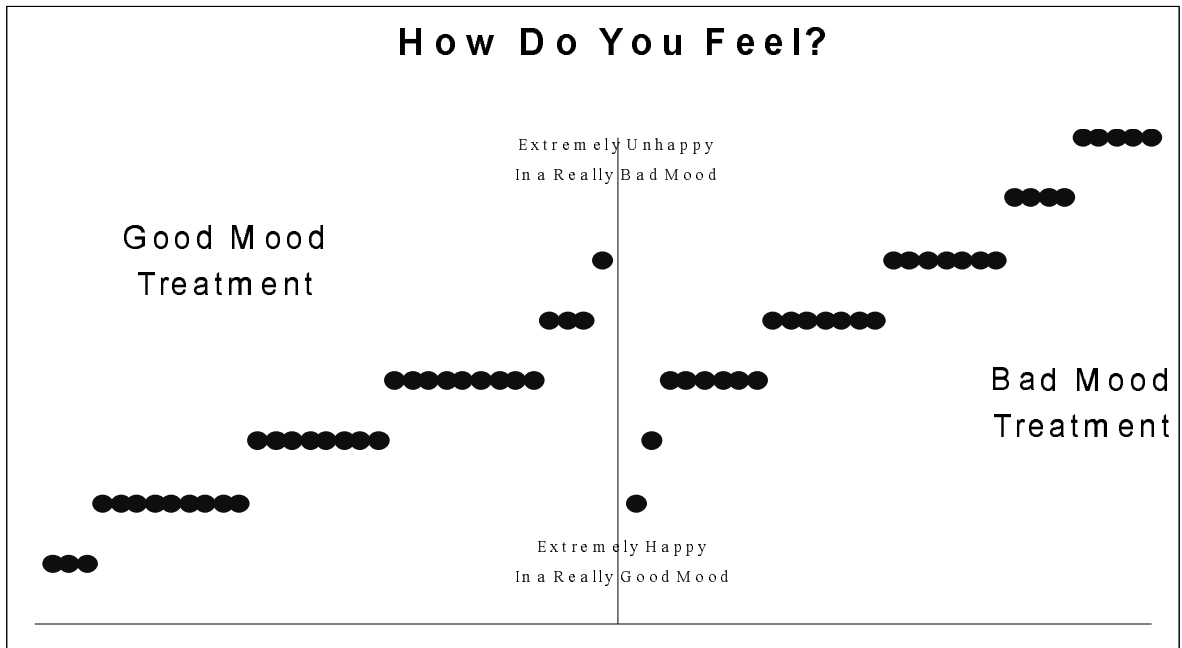 How Do You Feel?
Extremely Unhappy
In a Really Bad Mood
Good Mood
Treatment
Bad Mood
Treatment
Extremely Happy
In a Really Good Mood